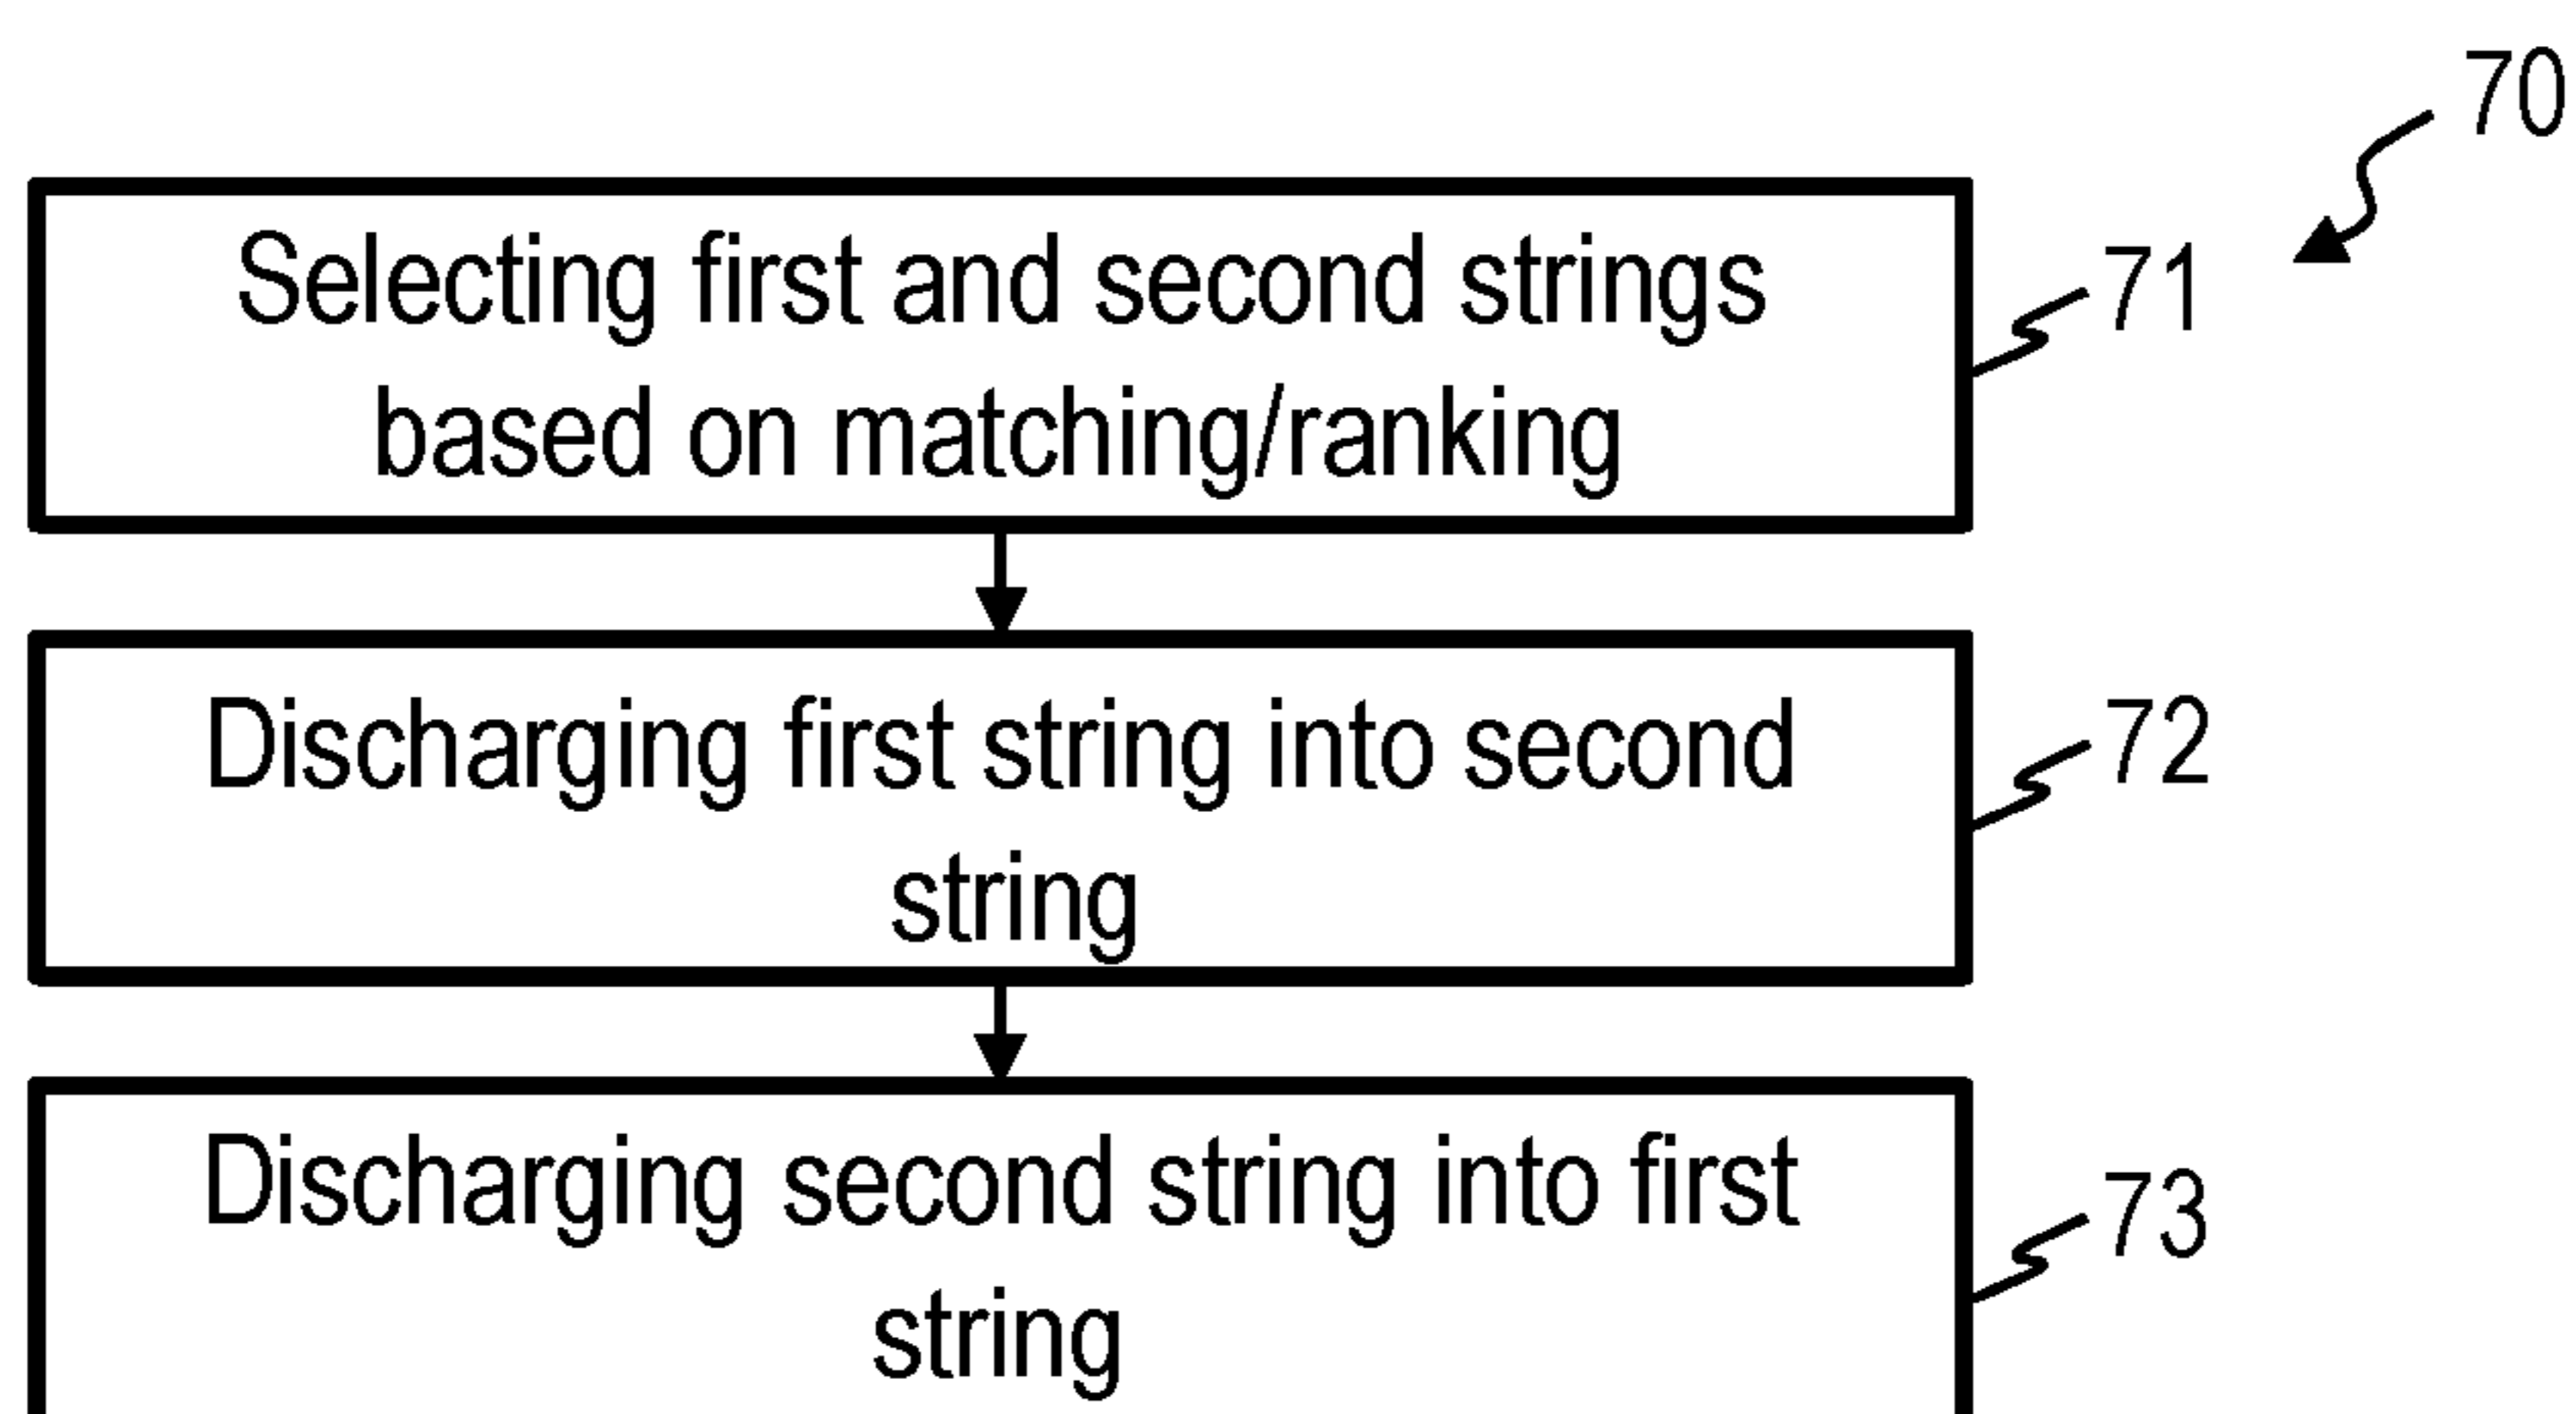 70
Selecting first and second strings
based on matching/ranking
71
Discharging first string into second
string
72
Discharging second string into first
string
73